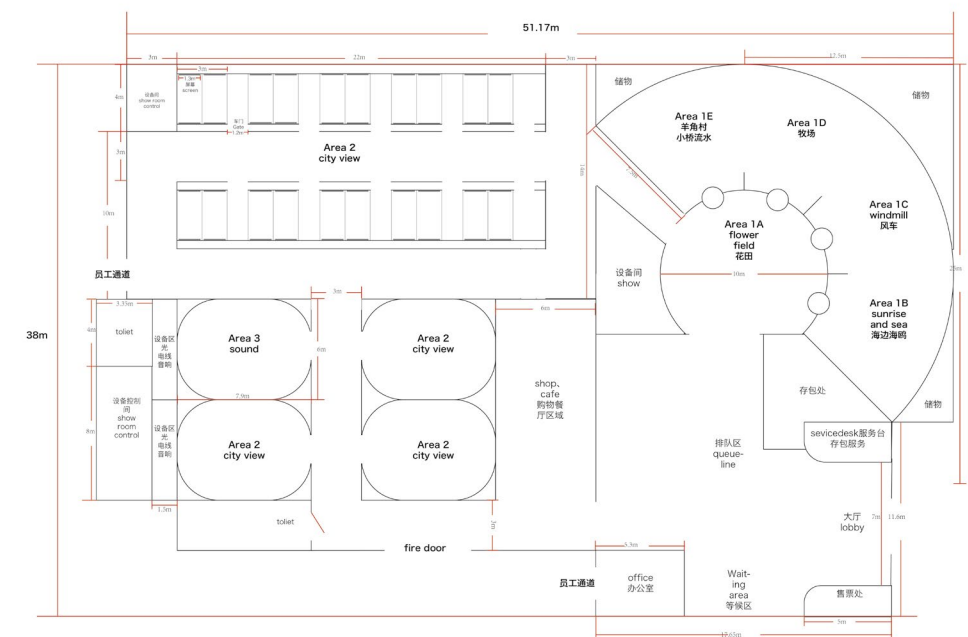 51.17m
3m
22m
3m
17.5m
3m
1.3m
屏幕
screen
4m
设备间
show room
control
车门
Gate
1.2m
储物
储物
Area 1E
羊角村
小桥流水
Area 1D
牧场
Area 2
city view
3m
14m
7.5m
10m
Area 1C
windmill
风车
Area 1A
flower
field
花田
员工通道
设备间
show
10m
3m
3.33m
6m
Area 1B
sunrise
and sea
海边海鸥
38m
4m
toliet
设备区
光
电线
音响
Area 3
sound
6m
Area 2
city view
7.9m
shop、
cafe
购物餐
厅区域
存包处
储物
设备控制
间
show
room
control
8m
设备区
光
电线
音响
Area 2
city view
Area 2
city view
排队区
queue-
line
sevicedesk服务台
存包服务
1.5m
toliet
3m
大厅
lobby
7m
11.6m
fire door
5.3m
员工通道
office
办公室
Wait-
ing
area
等候区
售票处
5m
17.63m